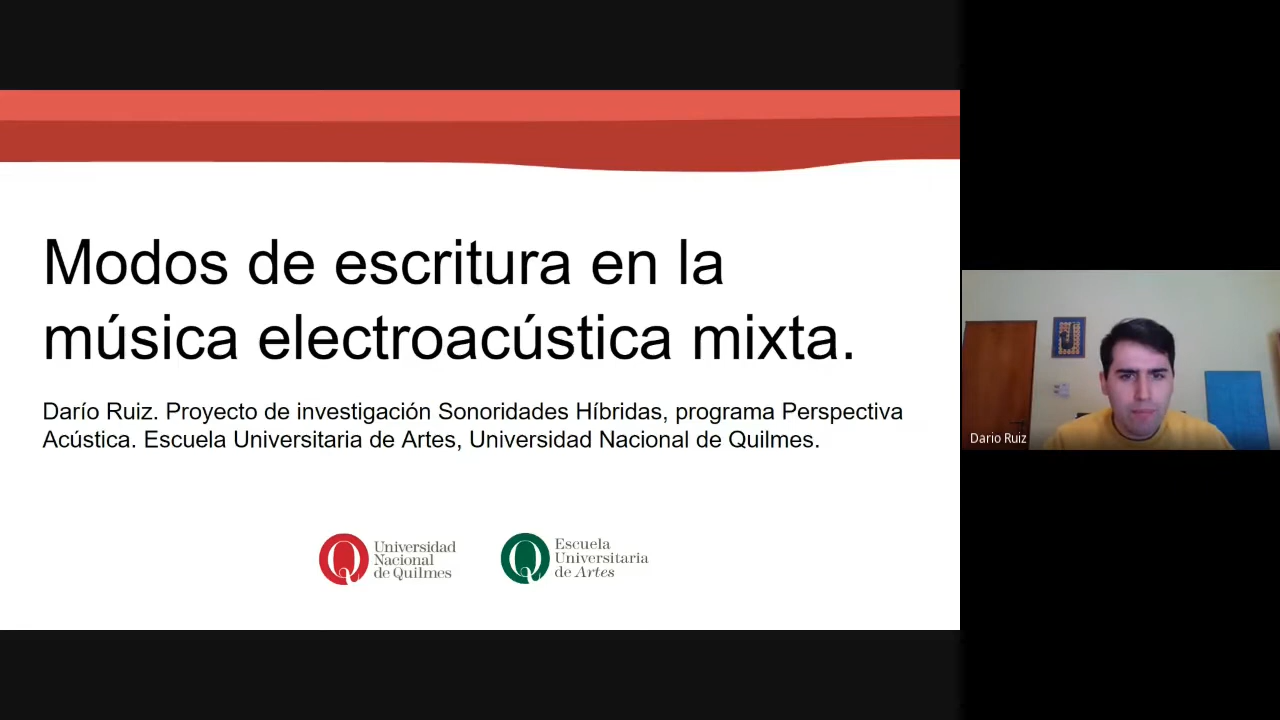 Modos de escritura en la
música electroacústica mixta.
Darío Ruiz. Proyecto de investigación Sonoridades Híbridas, programa Perspectiva
Acústica. Escuela Universitaria de Artes, Universidad Nacional de Quilmes.
Universidad
Nacional
de Quilmes
Escuela
Universitaria
de Artes
Dario Ruiz